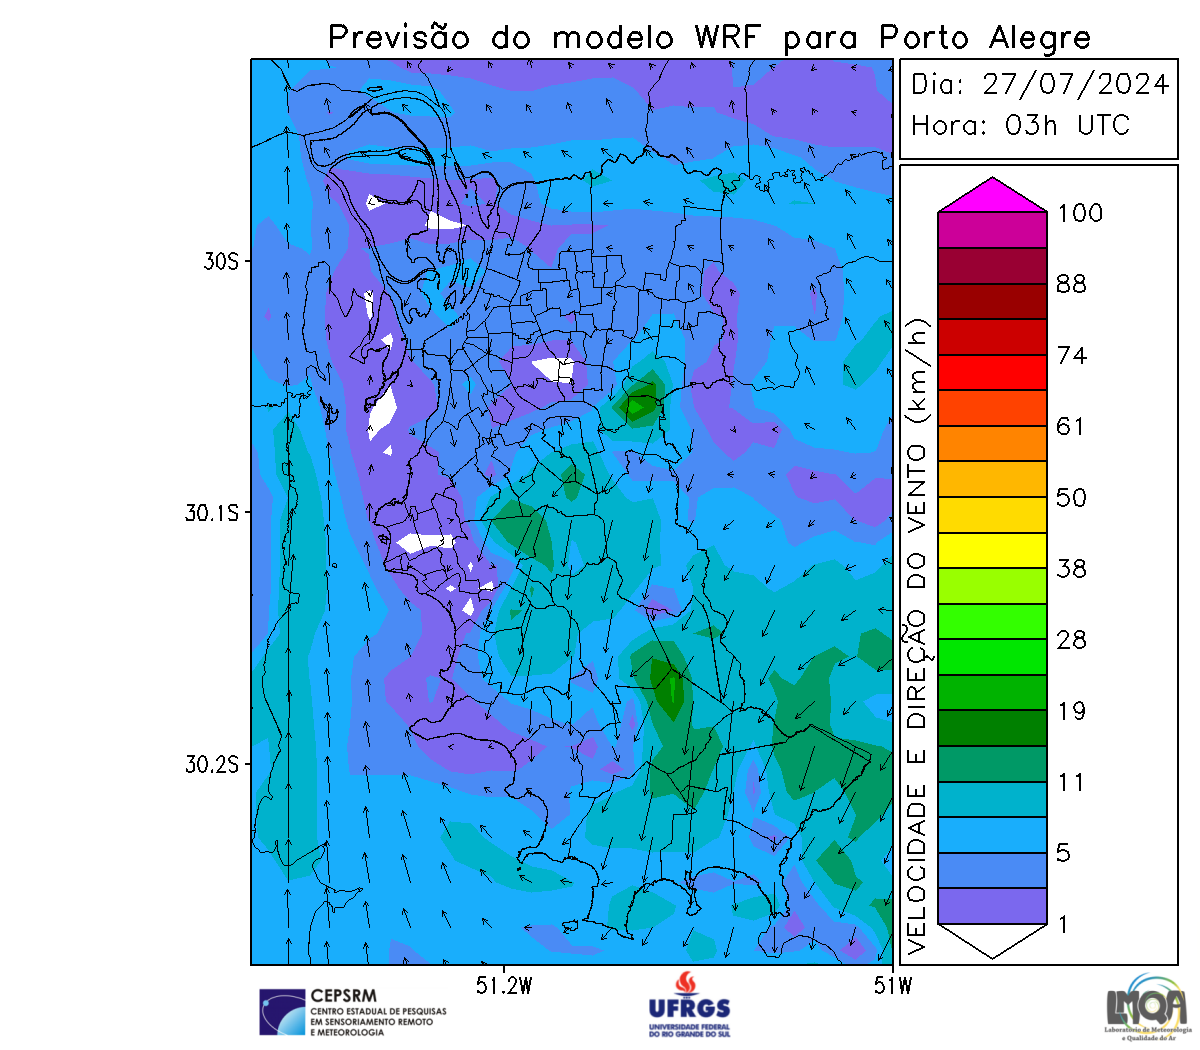 Previsão do modelo WRF para Porto Alegre
Dia: 27/07/2024
Hora: 03h UTC
30S
30.1S
30.2S
51.2W
51W
VELOCIDADE E DIREÇÃO DO VENTO (km/h)
100
88
74
61
50
38
28
19
11
5
1
CEPSRM
CENTRO ESTADUAL DE PESQUISAS
EM SENSORIAMENTO REMOTO
E METEOROLOGIA
UFRGS
UNIVERSIDADE FEDERAL
DO RIO GRANDE DO SUL
LMQA
Laboratório de Meteorologia
e Qualidade do Ar